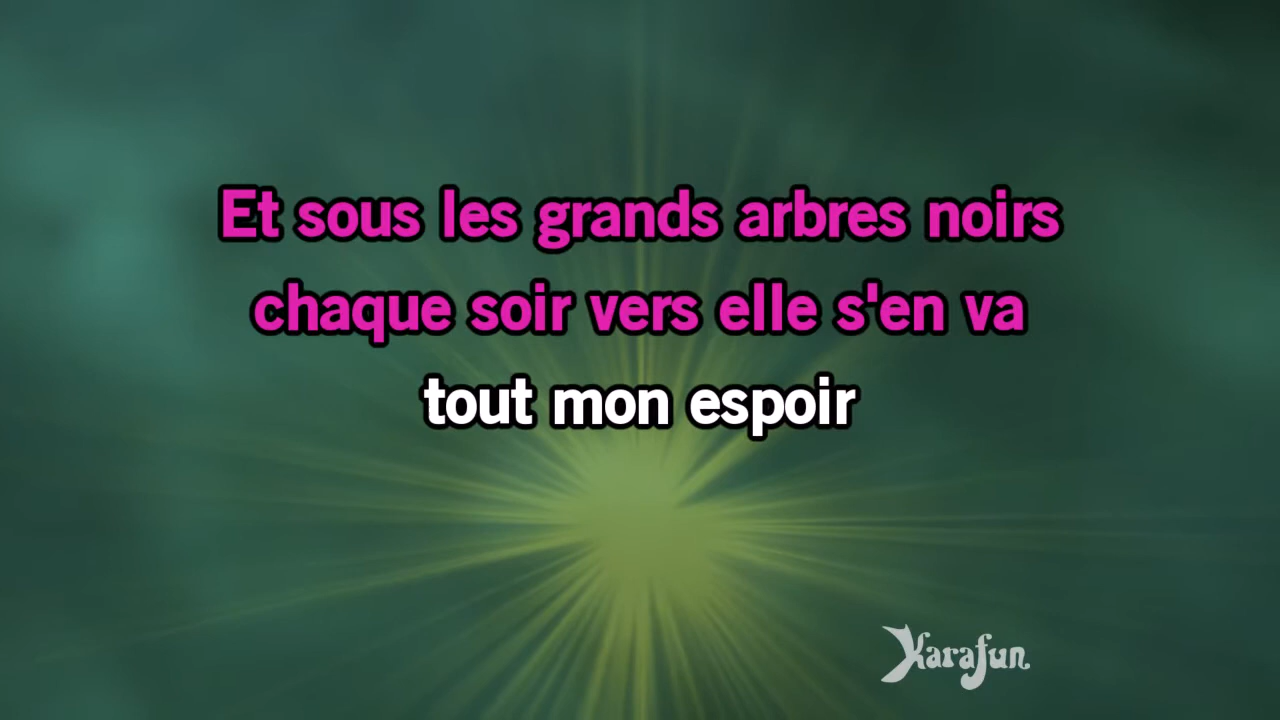 Et sous les grands arbres noirs
chaque soir vers elle s'en va
tout mon espoir
Karafun